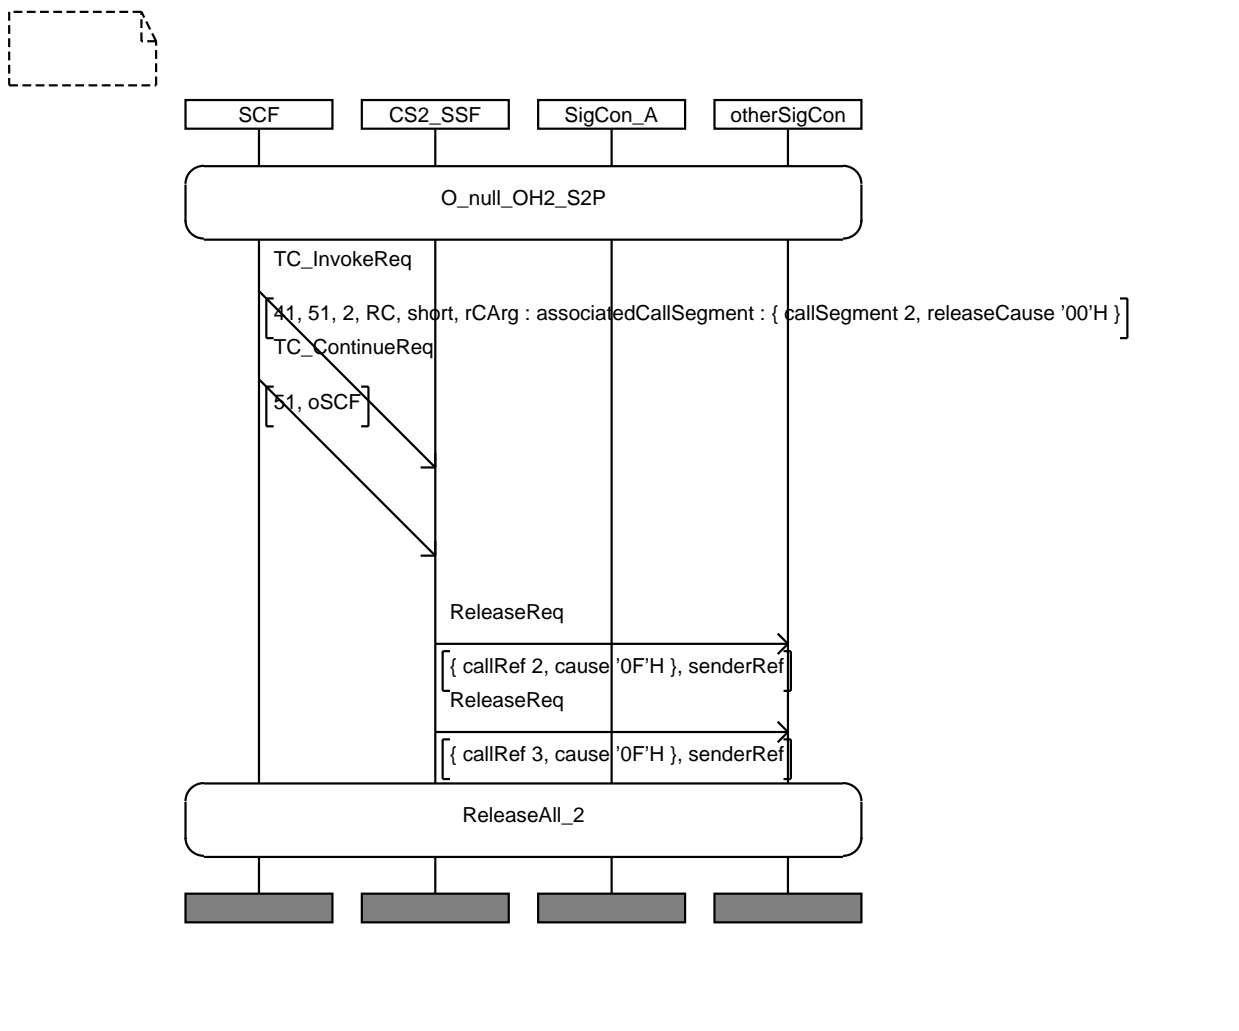 SCF CS2_SSF SigCon_A otherSigCon
O_null_OH2_S2P
TC_InvokeReq
41, 51, 2, RC, short, rCArg : associatedCallSegment : { callSegment 2, releaseCause ’00’H }
TC_ContinueReq
51, oSCF
ReleaseReq
{ callRef 2, cause ’0F’H }, senderRef
ReleaseReq
{ callRef 3, cause ’0F’H }, senderRef
ReleaseAll_2